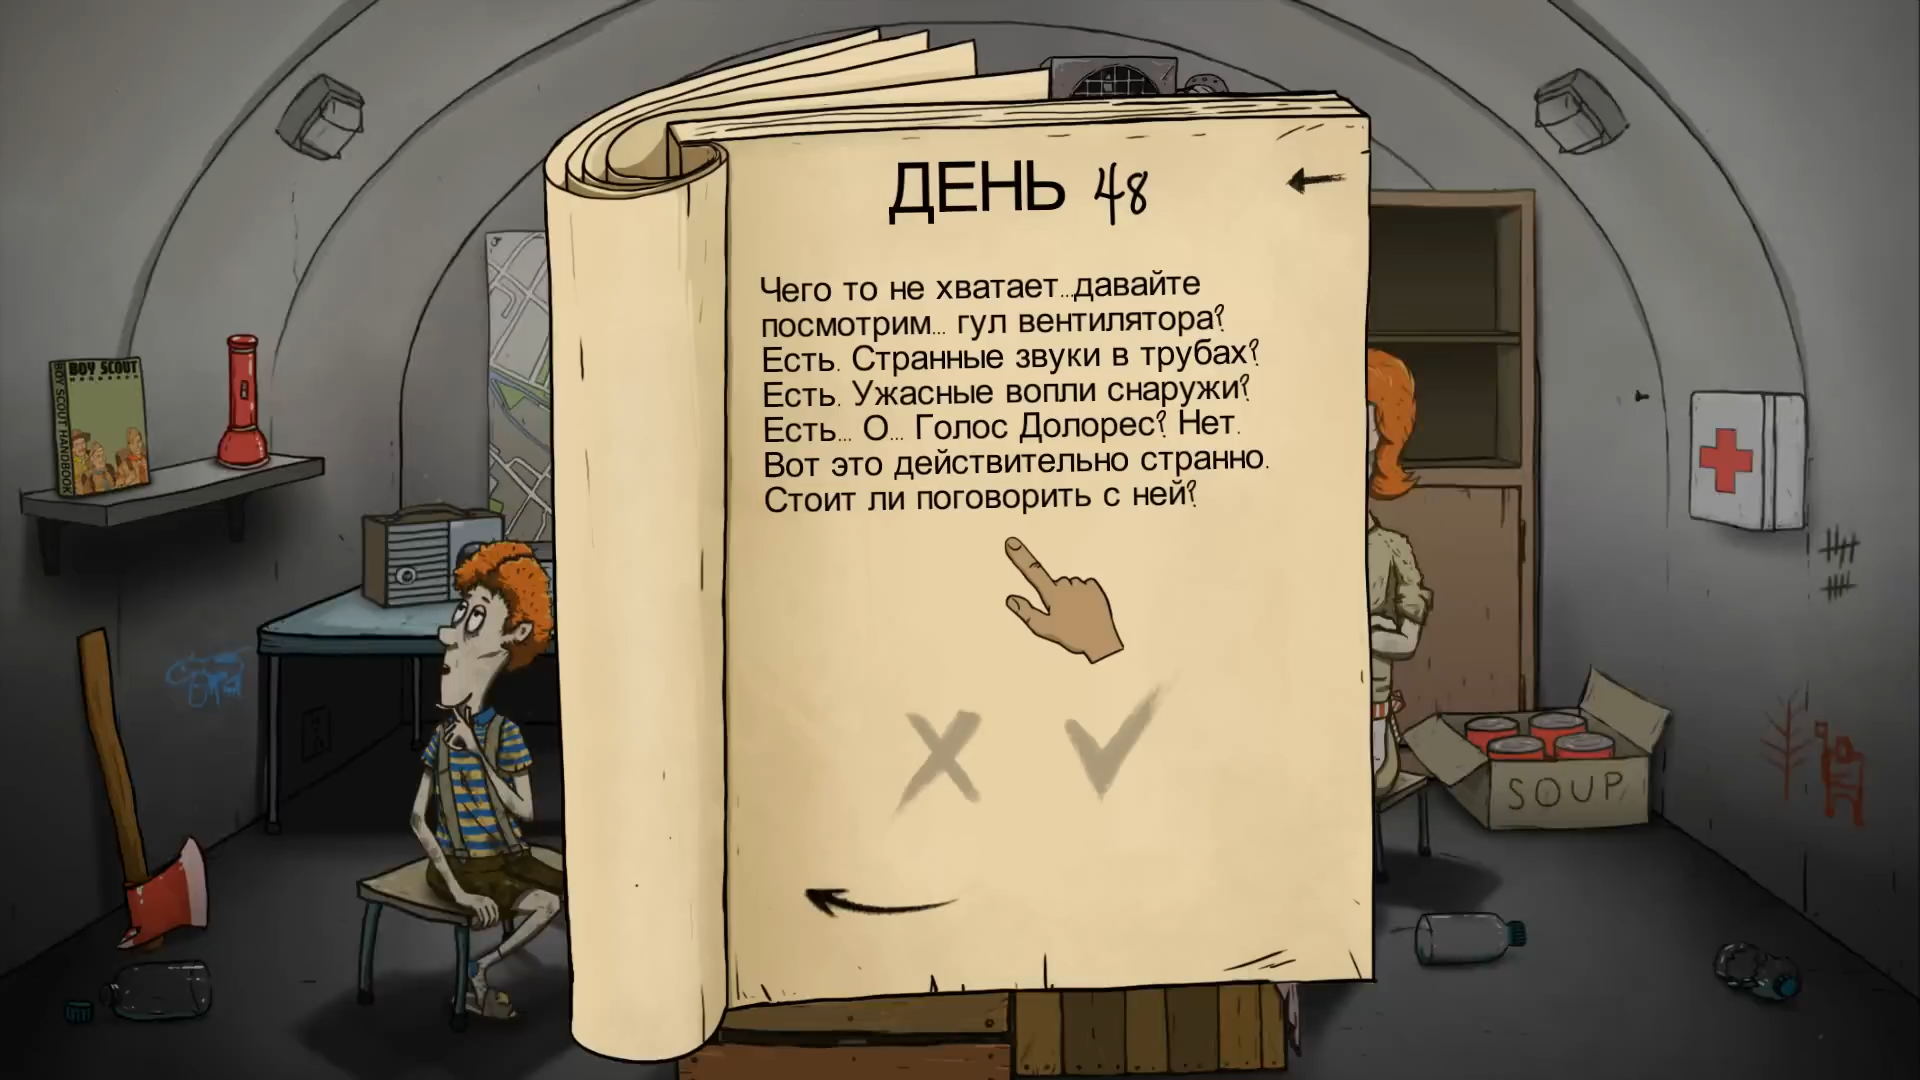 ДЕНЬ 48
Чего то не хватает...давайте
посмотрим... гул вентилятора?
Есть. Странные звуки в трубах?
Есть. Ужасные вопли снаружи?
Есть... О... Голос Долорес? Нет.
Вот это действительно странно.
Стоит ли поговорить с ней?
BOY SCOUT
BOY SCOUT HANDBOOK
SOUP